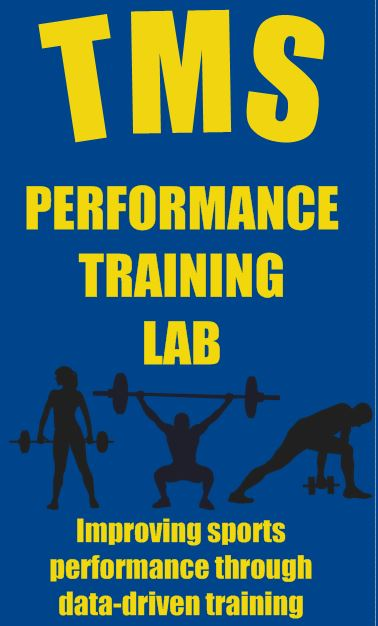 TMS
PERFORMANCE
TRAINING
LAB
Improving sports
performance through
data-driven training